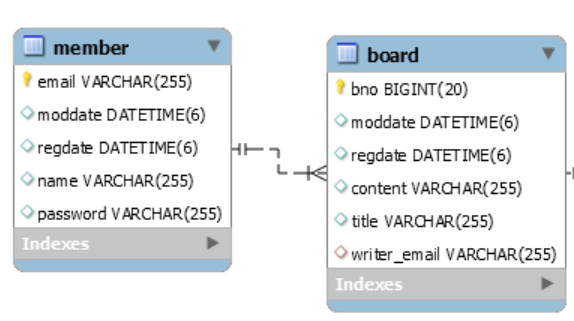 member
email VARCHAR(255)
moddate DATETIME(6)
regdate DATETIME(6)
name VARCHAR(255)
password VARCHAR(255)
Indexes
board
bno BIGINT(20)
moddate DATETIME(6)
regdate DATETIME(6)
content VARCHAR(255)
title VARCHAR(255)
writer_email VARCHAR(255)
Indexes